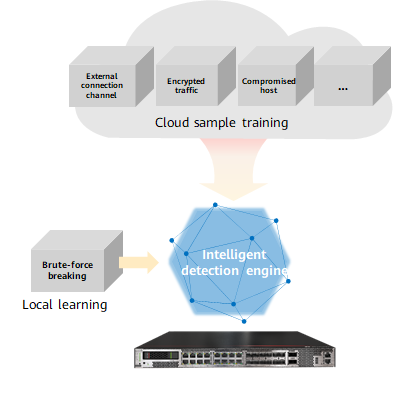 External
connection
channel
Encrypted
traffic
Compromised
host
...
Cloud sample training
Intelligent
detection engine
Brute-force
breaking
Local learning